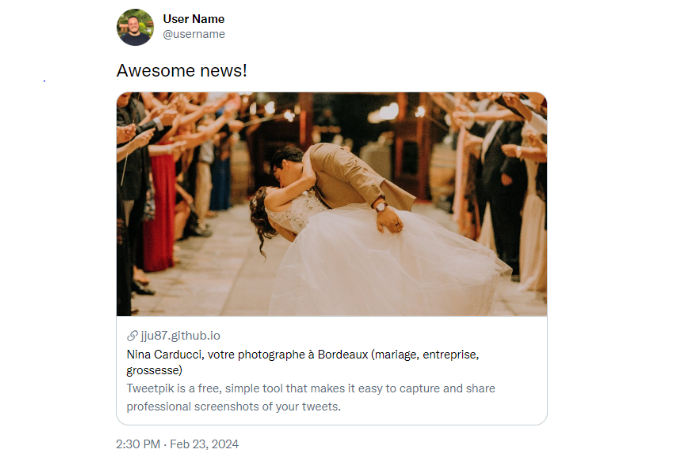 User Name
@username
Awesome news!
jju87.github.io
Nina Carducci, votre photographe à Bordeaux (mariage, entreprise,
grossesse)
Tweetpik is a free, simple tool that makes it easy to capture and share
professional screenshots of your tweets.
2:30 PM · Feb 23, 2024